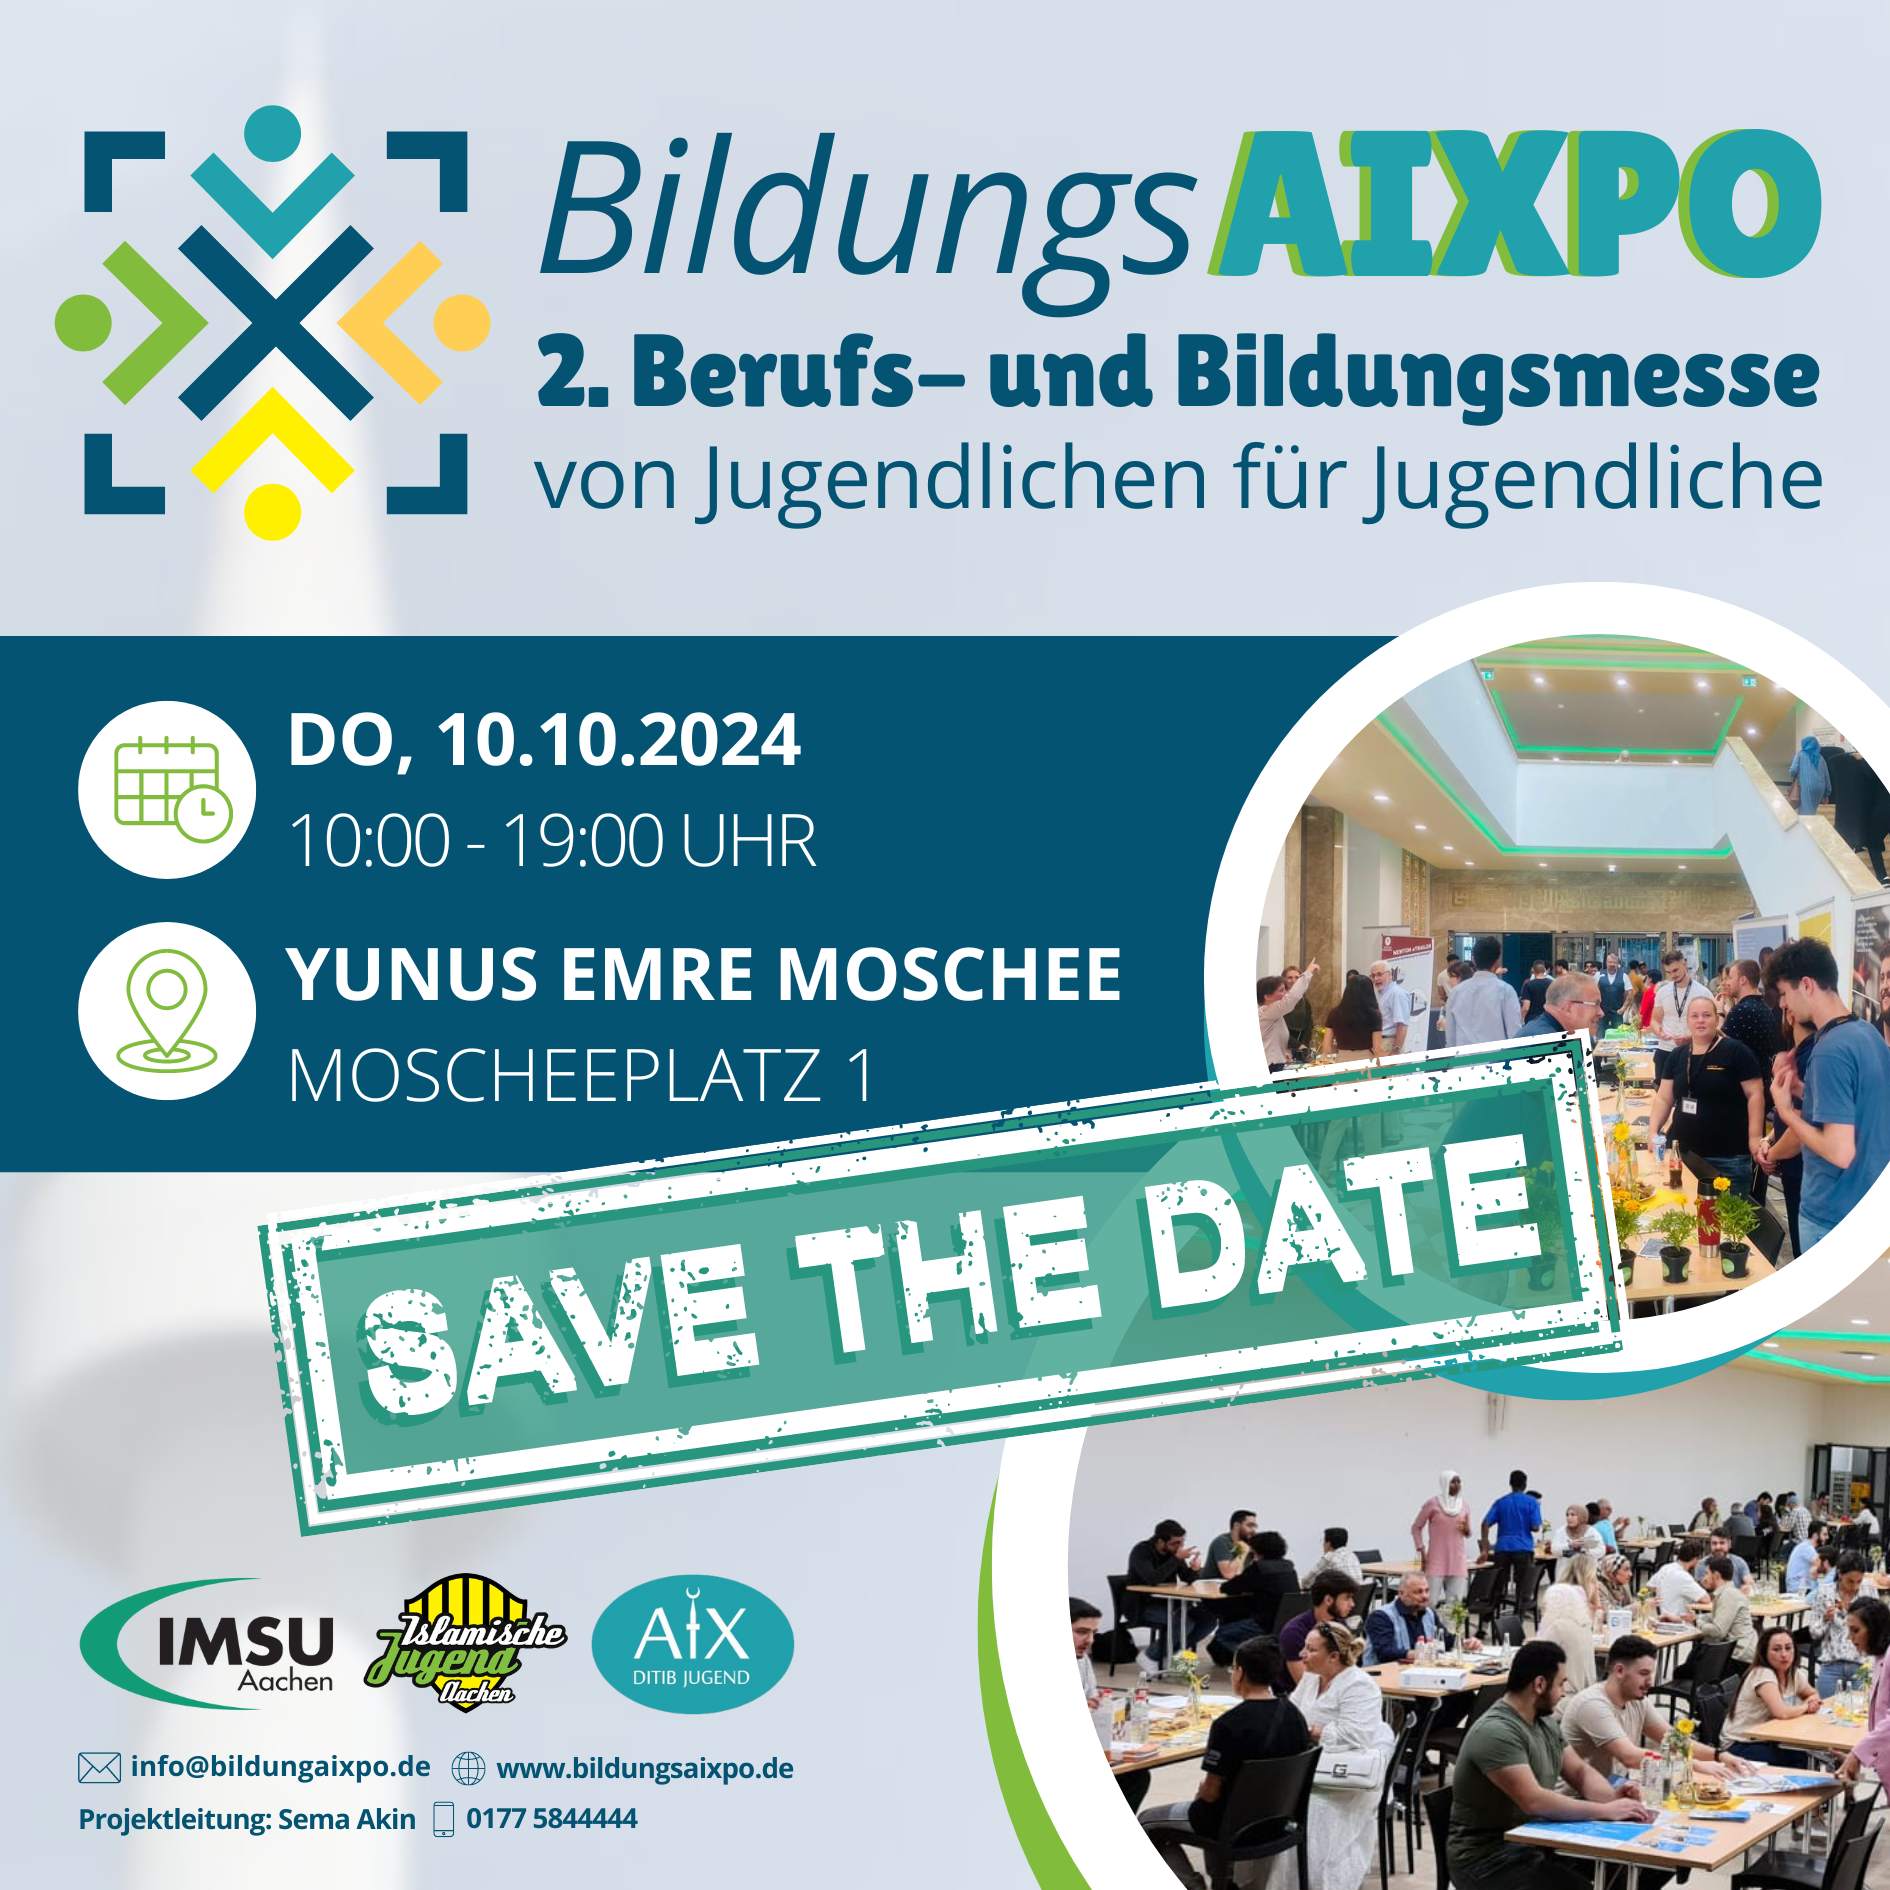 BildungsAIXPO
2. Berufs- und Bildungsmesse
von Jugendlichen für Jugendliche
DO, 10.10.2024
10:00 - 19:00 UHR
YUNUS EMRE MOSCHEE
MOSCHEEPLATZ 1
SAVE THE DATE
IMSU
Aachen
Islamische
Jugend
Aachen
AIX
DITIB JUGEND
info@bildungaixpo.de
www.bildungsaixpo.de
Projektleitung: Sema Akin
0177 5844444